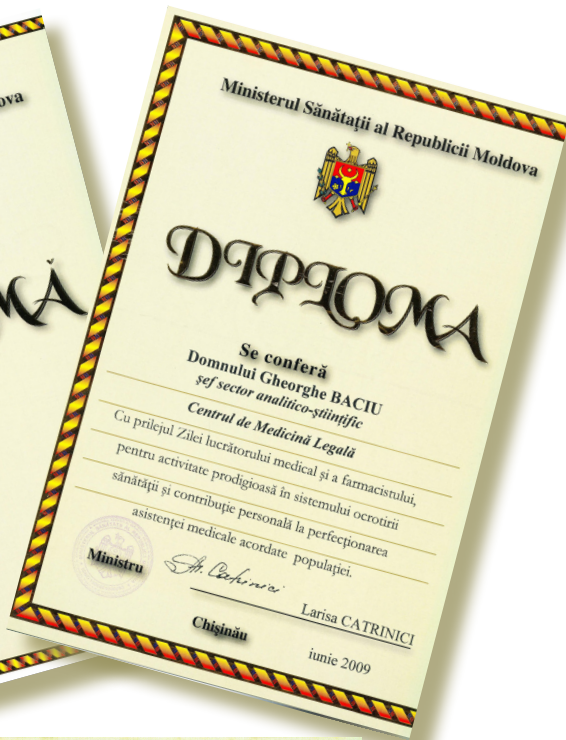 ova
MĂ
Ministerul Sănătaţii al Republicii Moldova
DIPLOMA
Se conferă
Domnului Gheorghe BACIU
şef sector analitico-ştiinţific
Centrul de Medicină Legală
Cu prilejul Zilei lucrătorului medical şi a farmacistului,
pentru activitate prodigioasă în sistemului ocrotirii
sănătăţii şi contribuţie personală la perfecţionarea
asistenţei medicale acordate populaţiei.
Ministru
Larisa CATRINICI
Chişinău
iunie 2009